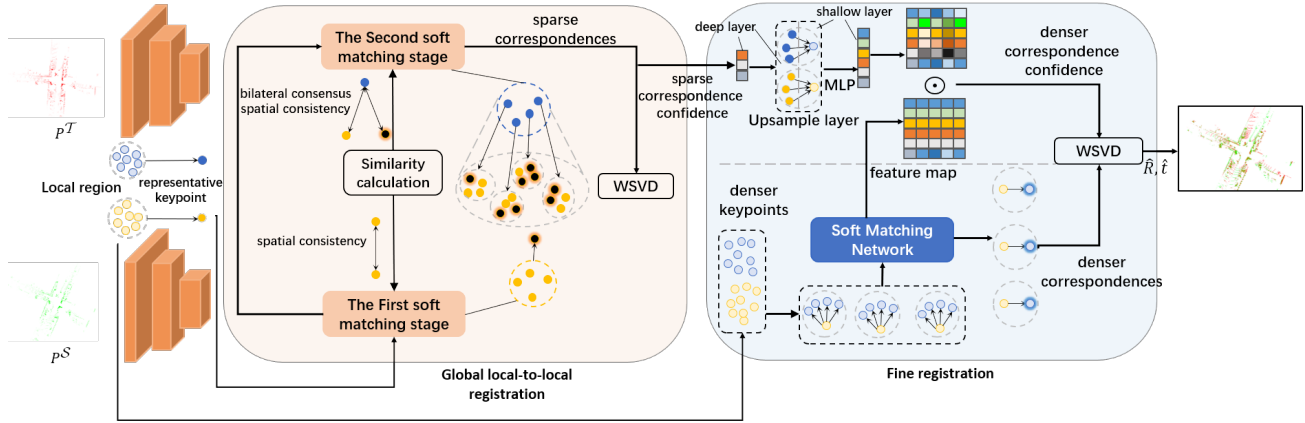 P^T
Local region
representative
keypoint
P^S
The Second soft
matching stage
sparse
correspondences
bilateral consensus
spatial consistency
Similarity
calculation
WSVD
spatial consistency
The First soft
matching stage
Global local-to-local
registration
deep layer
shallow layer
sparse
correspondence
confidence
MLP
Upsample layer
denser
correspondence
confidence
feature map
WSVD
R̂, t̂
denser
keypoints
Soft Matching
Network
denser
correspondences
Fine registration